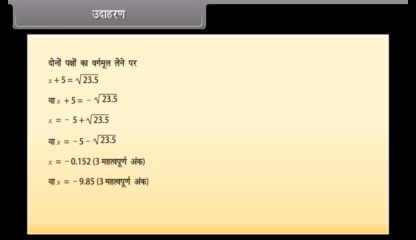 उदाहरण
दोनों पक्षों का वर्गमूल लेने पर
x + 5 = √23.5
या x + 5 = - √23.5
x = - 5 + √23.5
या x = - 5 - √23.5
x = - 0.152 (3 महत्वपूर्ण अंक)
या x = - 9.85 (3 महत्वपूर्ण अंक)